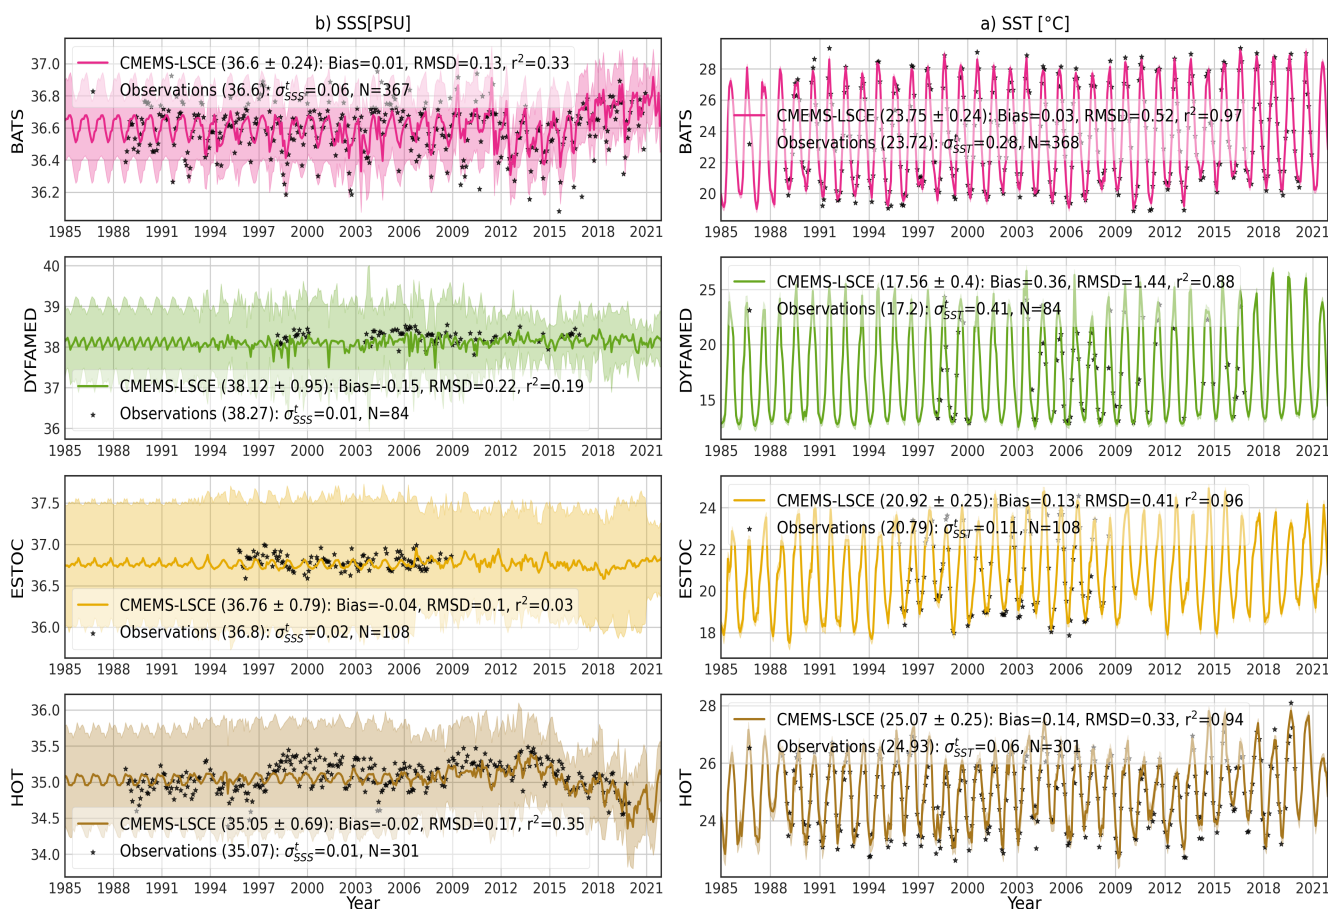 b) SSS[PSU]
CMEMS-LSCE (36.6 ± 0.24): Bias=0.01, RMSD=0.13, r²=0.33
Observations (36.6): σᵗSSS=0.06, N=367
BATS
37.0
36.8
36.6
36.4
36.2
1985 1988 1991 1994 1997 2000 2003 2006 2009 2012 2015 2018 2021
a) SST [°C]
CMEMS-LSCE (23.75 ± 0.24): Bias=0.03, RMSD=0.52, r²=0.97
Observations (23.72): σᵗSST=0.28, N=368
BATS
28
26
24
22
20
1985 1988 1991 1994 1997 2000 2003 2006 2009 2012 2015 2018 2021
CMEMS-LSCE (38.12 ± 0.95): Bias=-0.15, RMSD=0.22, r²=0.19
Observations (38.27): σᵗSSS=0.01, N=84
DYFAMED
40
39
38
37
36
1985 1988 1991 1994 1997 2000 2003 2006 2009 2012 2015 2018 2021
CMEMS-LSCE (17.56 ± 0.4): Bias=0.36, RMSD=1.44, r²=0.88
Observations (17.2): σᵗSST=0.41, N=84
DYFAMED
25
20
15
1985 1988 1991 1994 1997 2000 2003 2006 2009 2012 2015 2018 2021
CMEMS-LSCE (36.76 ± 0.79): Bias=-0.04, RMSD=0.1, r²=0.03
Observations (36.8): σᵗSSS=0.02, N=108
ESTOC
37.5
37.0
36.5
36.0
1985 1988 1991 1994 1997 2000 2003 2006 2009 2012 2015 2018 2021
CMEMS-LSCE (20.92 ± 0.25): Bias=0.13, RMSD=0.41, r²=0.96
Observations (20.79): σᵗSST=0.11, N=108
ESTOC
24
22
20
18
1985 1988 1991 1994 1997 2000 2003 2006 2009 2012 2015 2018 2021
CMEMS-LSCE (35.05 ± 0.69): Bias=-0.02, RMSD=0.17, r²=0.35
Observations (35.07): σᵗSSS=0.01, N=301
HOT
36.0
35.5
35.0
34.5
34.0
1985 1988 1991 1994 1997 2000 2003 2006 2009 2012 2015 2018 2021
Year
CMEMS-LSCE (25.07 ± 0.25): Bias=0.14, RMSD=0.33, r²=0.94
Observations (24.93): σᵗSST=0.06, N=301
HOT
28
26
24
1985 1988 1991 1994 1997 2000 2003 2006 2009 2012 2015 2018 2021
Year